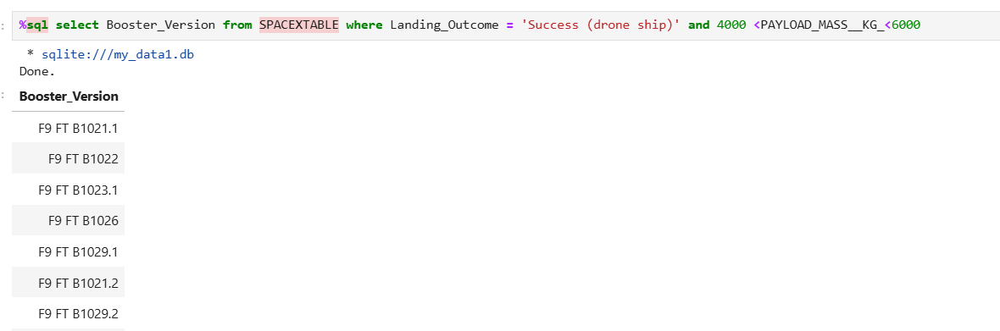 %sql select Booster_Version from SPACEXTABLE where Landing_Outcome = 'Success (drone ship)' and 4000 <PAYLOAD_MASS__KG_<6000
* sqlite:///my_data1.db
Done.
Booster_Version
F9 FT B1021.1
F9 FT B1022
F9 FT B1023.1
F9 FT B1026
F9 FT B1029.1
F9 FT B1021.2
F9 FT B1029.2